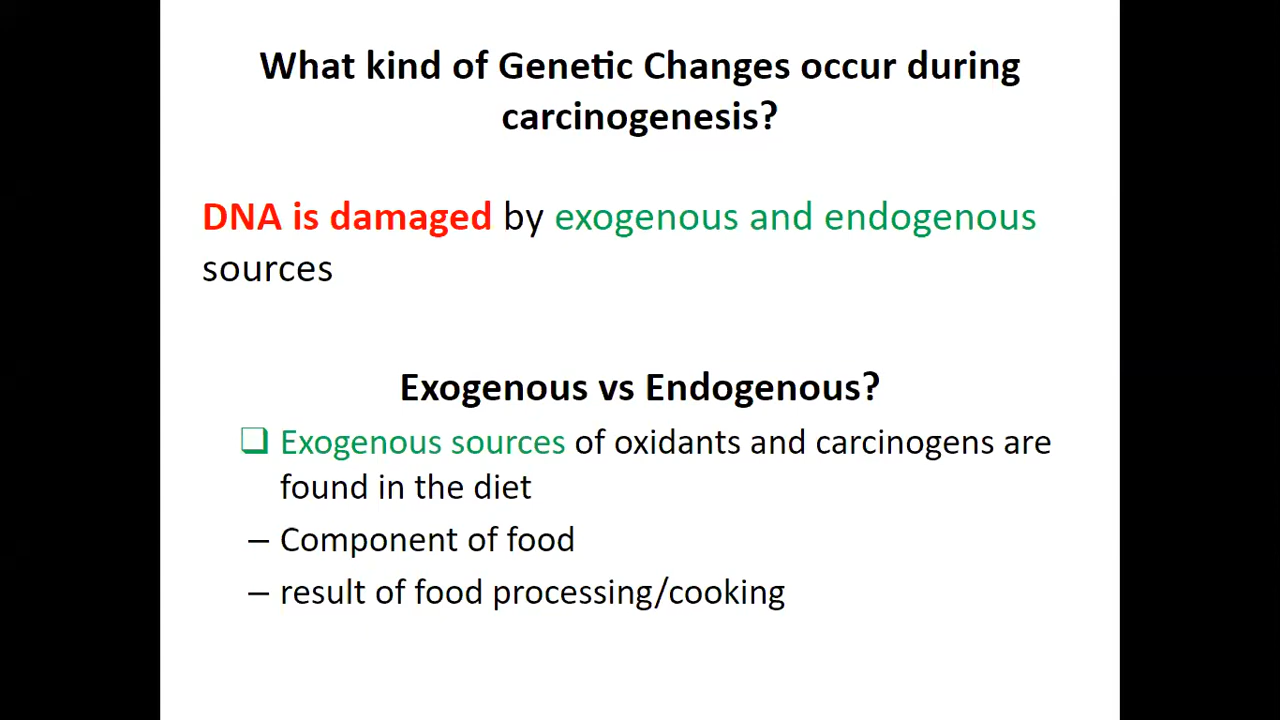 What kind of Genetic Changes occur during
carcinogenesis?
DNA is damaged by exogenous and endogenous
sources
Exogenous vs Endogenous?
❑ Exogenous sources of oxidants and carcinogens are
found in the diet
– Component of food
– result of food processing/cooking